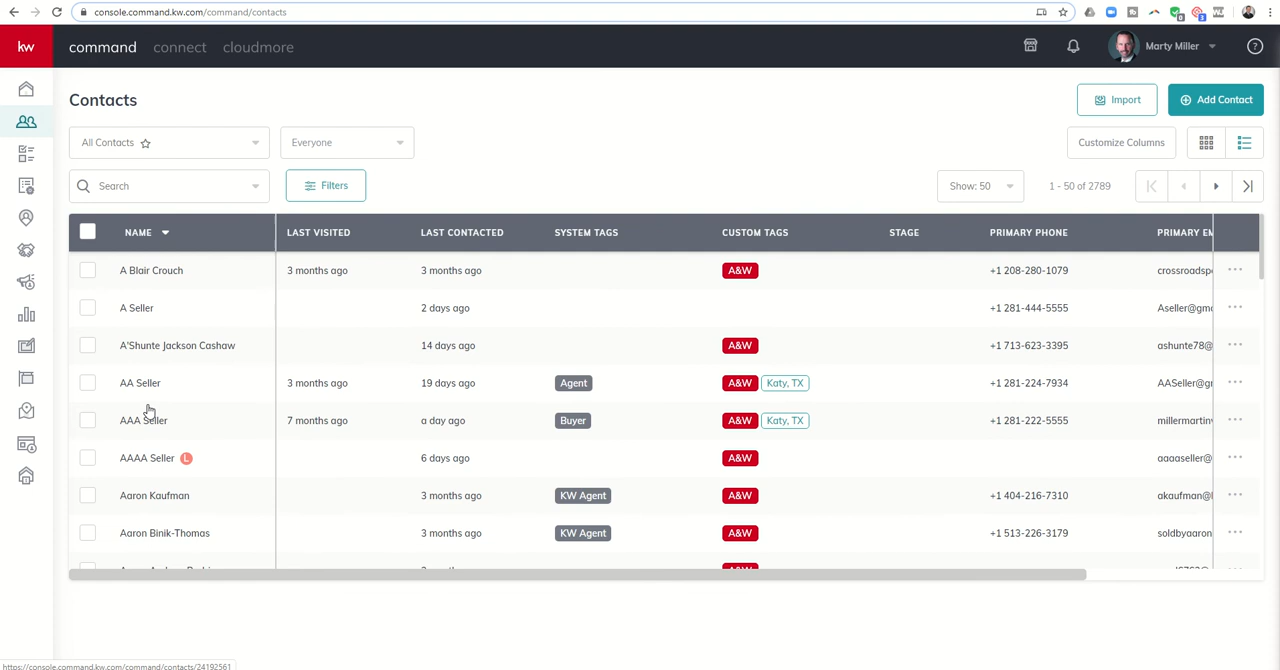 console.command.kw.com/command/contacts
kw command connect cloudmore Marty Miller ?
Contacts Import Add Contact
All Contacts Everyone Customize Columns
Search Filters Show: 50 1 - 50 of 2789
NAME LAST VISITED LAST CONTACTED SYSTEM TAGS CUSTOM TAGS STAGE PRIMARY PHONE PRIMARY EM
A Blair Crouch 3 months ago 3 months ago A&W +1 208-280-1079 crossroadspe
A Seller 2 days ago +1 281-444-5555 Aseller@gma
A'Shunte Jackson Cashaw 14 days ago A&W +1 713-623-3395 ashunte78@
AA Seller 3 months ago 19 days ago Agent A&W Katy, TX +1 281-224-7934 AASeller@gr
AAA Seller 7 months ago a day ago Buyer A&W Katy, TX +1 281-222-5555 millermartin
AAAA Seller L 6 days ago A&W aaaaseller@
Aaron Kaufman 3 months ago KW Agent A&W +1 404-216-7310 akaufman@
Aaron Binik-Thomas 3 months ago KW Agent A&W +1 513-226-3179 soldbyaaron
https://console.command.kw.com/command/contacts/24192561